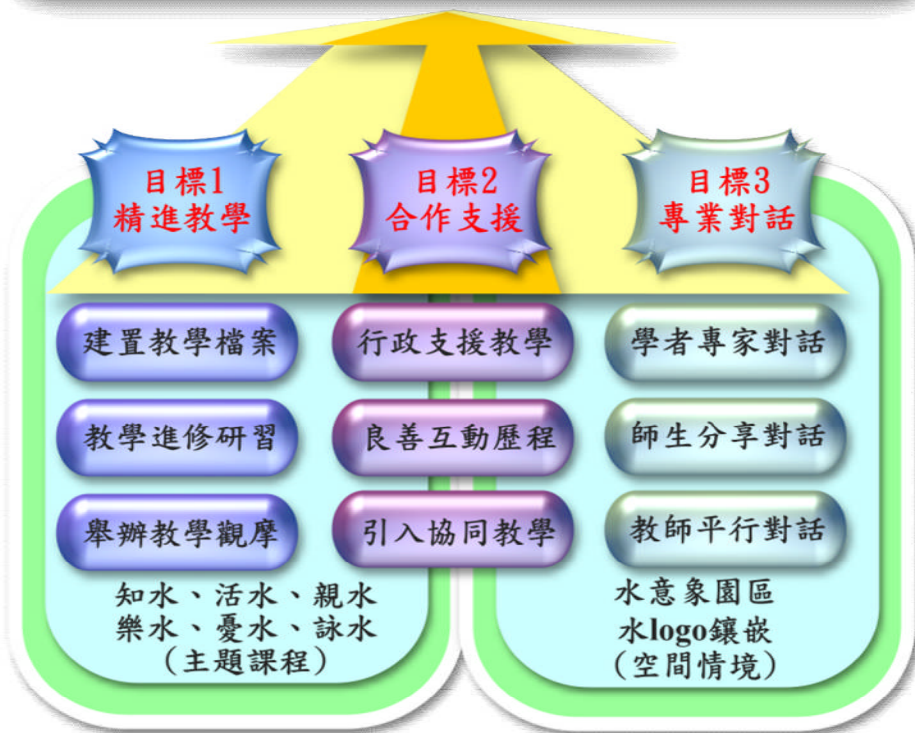 目標1
精進教學
目標2
合作支援
目標3
專業對話
建置教學檔案
行政支援教學
學者專家對話
教學進修研習
良善互動歷程
師生分享對話
舉辦教學觀摩
引入協同教學
教師平行對話
知水、活水、親水
樂水、憂水、詠水
(主題課程)
水意象園區
水logo鑲嵌
(空間情境)